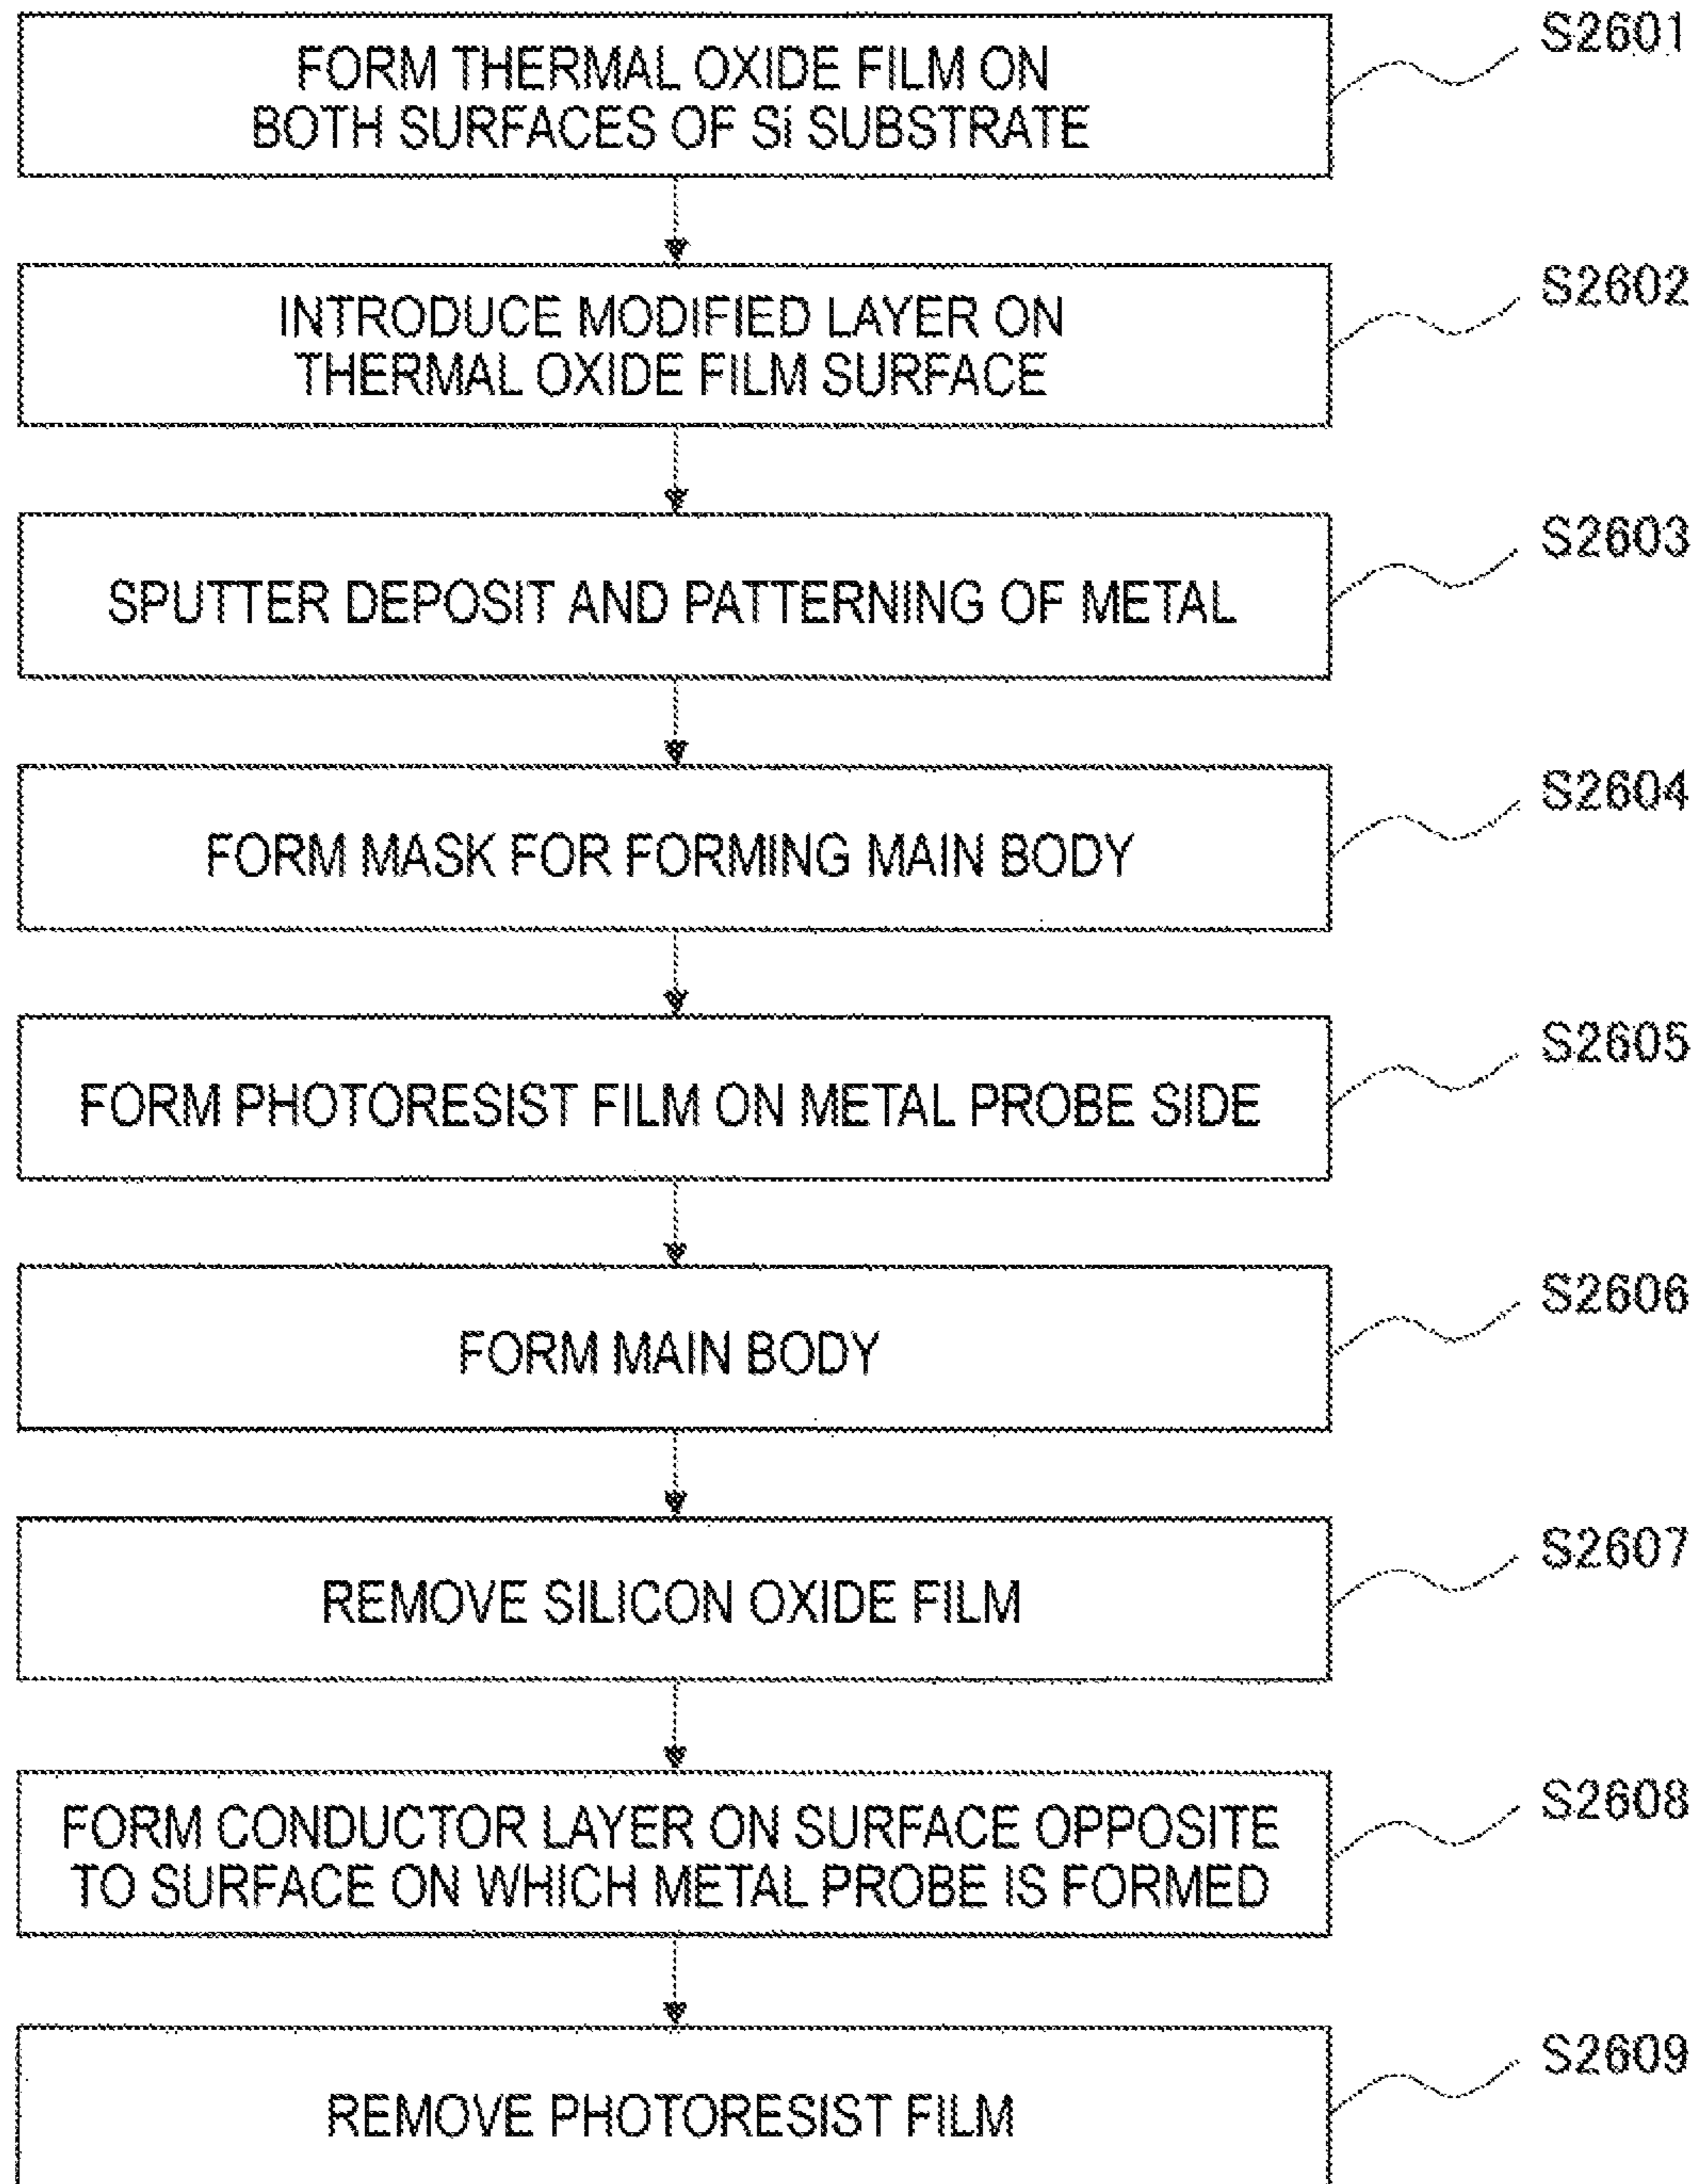 FORM THERMAL OXIDE FILM ON
BOTH SURFACES OF Si SUBSTRATE
S2601
INTRODUCE MODIFIED LAYER ON
THERMAL OXIDE FILM SURFACE
S2602
SPUTTER DEPOSIT AND PATTERNING OF METAL
S2603
FORM MASK FOR FORMING MAIN BODY
S2604
FORM PHOTORESIST FILM ON METAL PROBE SIDE
S2605
FORM MAIN BODY
S2606
REMOVE SILICON OXIDE FILM
S2607
FORM CONDUCTOR LAYER ON SURFACE OPPOSITE
TO SURFACE ON WHICH METAL PROBE IS FORMED
S2608
REMOVE PHOTORESIST FILM
S2609